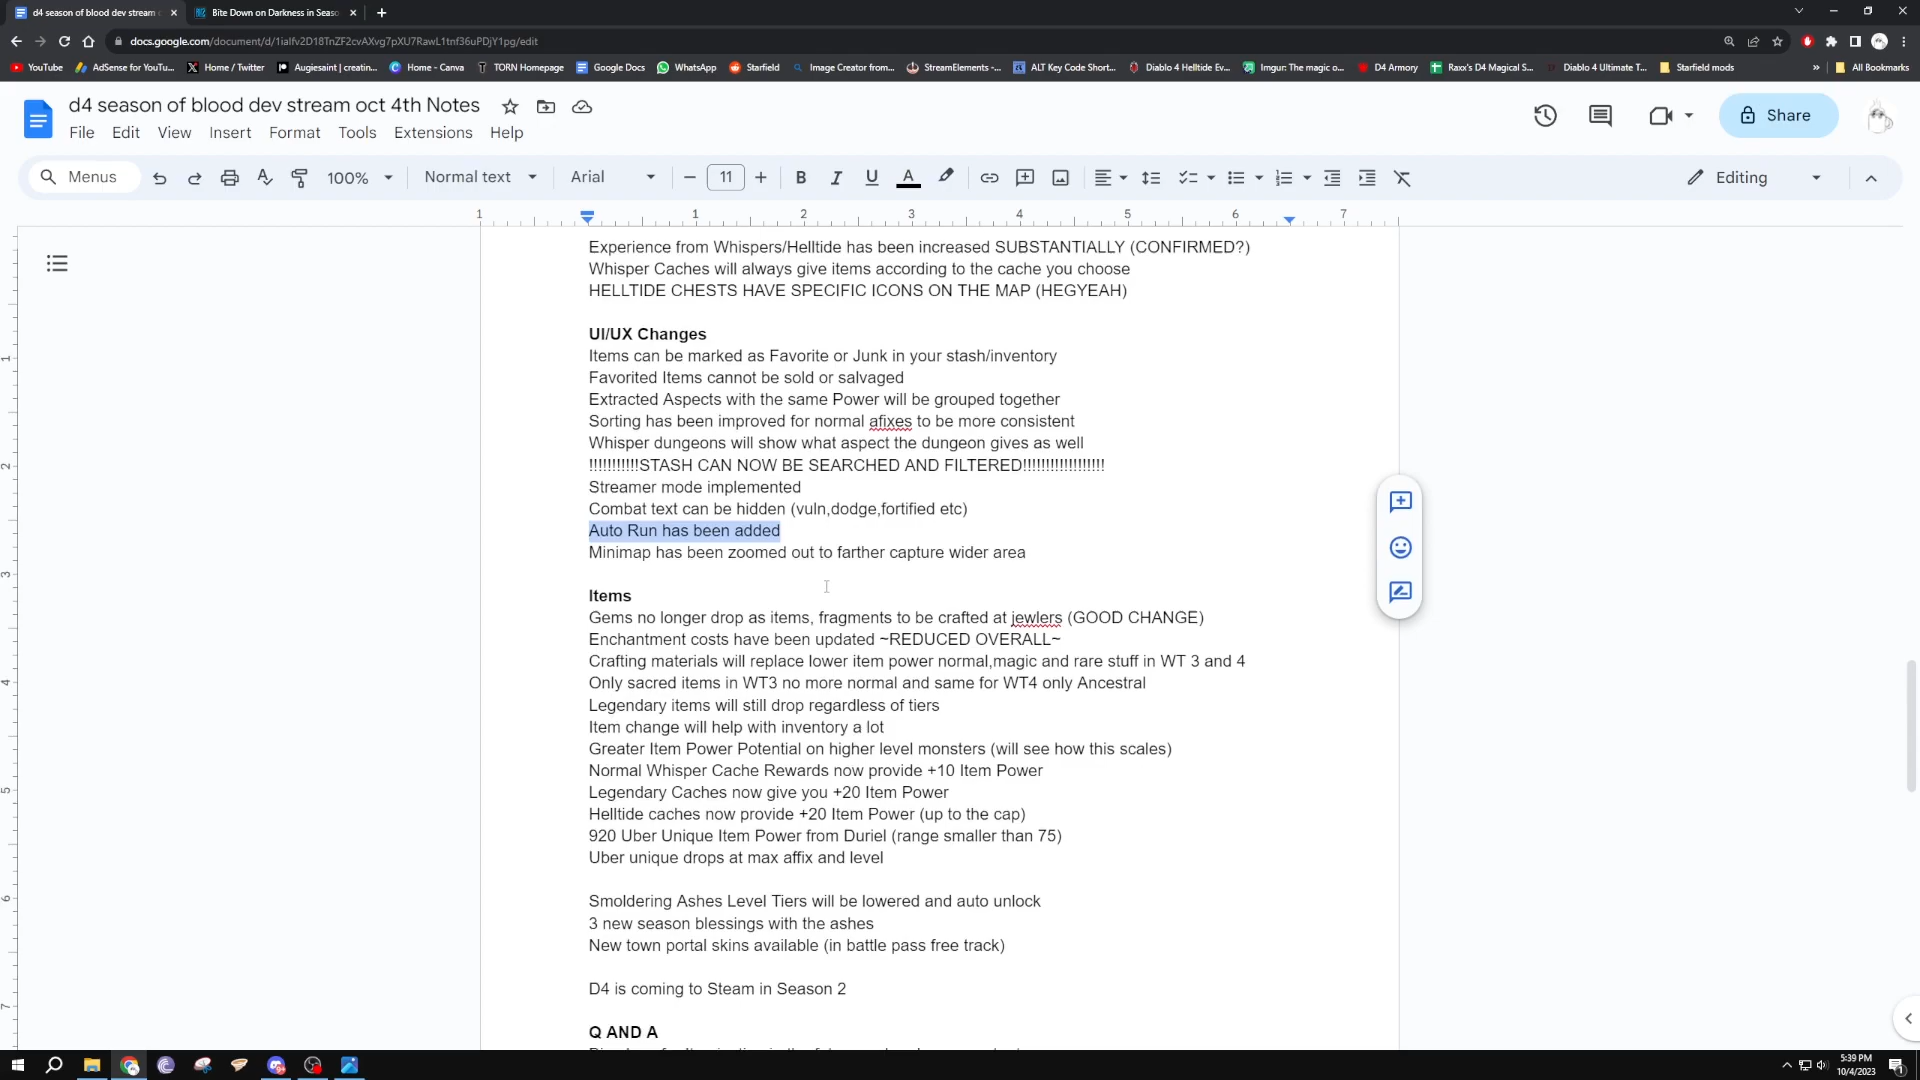 d4 season of blood dev stream
Bite Down on Darkness in Seaso
docs.google.com/document/d/1ialfv2D18TnZF2cvAXvg7pXU7RawL1tnf36uPDjY1pg/edit
YouTube
AdSense for YouTu...
Home / Twitter
Augiesaint | creatin...
Home - Canva
TORN Homepage
Google Docs
WhatsApp
Starfield
Image Creator from...
StreamElements -...
ALT Key Code Short...
Diablo 4 Helltide Ev...
Imgur: The magic o...
D4 Armory
Raxx's D4 Magical S...
Diablo 4 Ultimate T...
Starfield mods
»
All Bookmarks
d4 season of blood dev stream oct 4th Notes
File Edit View Insert Format Tools Extensions Help
Share
Menus
100%
Normal text
Arial
11
B I U A
Editing
1 1 2 3 4 5 6 7
Experience from Whispers/Helltide has been increased SUBSTANTIALLY (CONFIRMED?)
Whisper Caches will always give items according to the cache you choose
HELLTIDE CHESTS HAVE SPECIFIC ICONS ON THE MAP (HEGYEAH)
UI/UX Changes
Items can be marked as Favorite or Junk in your stash/inventory
Favorited Items cannot be sold or salvaged
Extracted Aspects with the same Power will be grouped together
Sorting has been improved for normal afixes to be more consistent
Whisper dungeons will show what aspect the dungeon gives as well
!!!!!!!!!!!STASH CAN NOW BE SEARCHED AND FILTERED!!!!!!!!!!!!!!!!!!
Streamer mode implemented
Combat text can be hidden (vuln,dodge,fortified etc)
Auto Run has been added
Minimap has been zoomed out to farther capture wider area
Items
Gems no longer drop as items, fragments to be crafted at jewlers (GOOD CHANGE)
Enchantment costs have been updated ~REDUCED OVERALL~
Crafting materials will replace lower item power normal,magic and rare stuff in WT 3 and 4
Only sacred items in WT3 no more normal and same for WT4 only Ancestral
Legendary items will still drop regardless of tiers
Item change will help with inventory a lot
Greater Item Power Potential on higher level monsters (will see how this scales)
Normal Whisper Cache Rewards now provide +10 Item Power
Legendary Caches now give you +20 Item Power
Helltide caches now provide +20 Item Power (up to the cap)
920 Uber Unique Item Power from Duriel (range smaller than 75)
Uber unique drops at max affix and level
Smoldering Ashes Level Tiers will be lowered and auto unlock
3 new season blessings with the ashes
New town portal skins available (in battle pass free track)
D4 is coming to Steam in Season 2
Q AND A
1
2
3
4
5
6
7
5:39 PM
10/4/2023